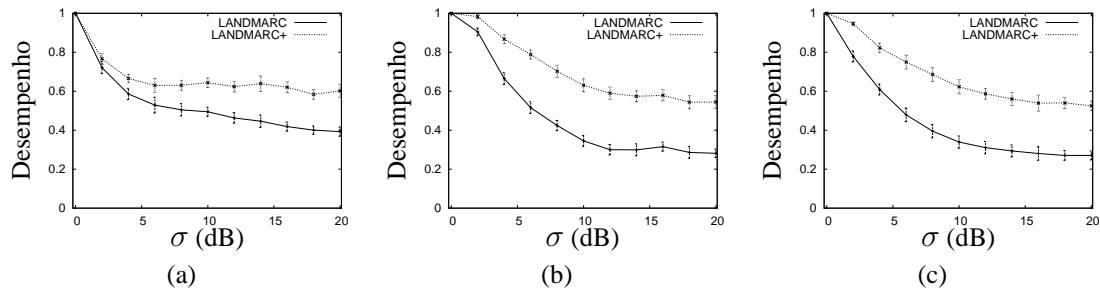 LANDMARC
LANDMARC+
Desempenho
1
0.8
0.6
0.4
0.2
0
0 5 10 15 20
σ (dB)
(a)
LANDMARC
LANDMARC+
Desempenho
1
0.8
0.6
0.4
0.2
0
0 5 10 15 20
σ (dB)
(b)
LANDMARC
LANDMARC+
Desempenho
1
0.8
0.6
0.4
0.2
0
0 5 10 15 20
σ (dB)
(c)